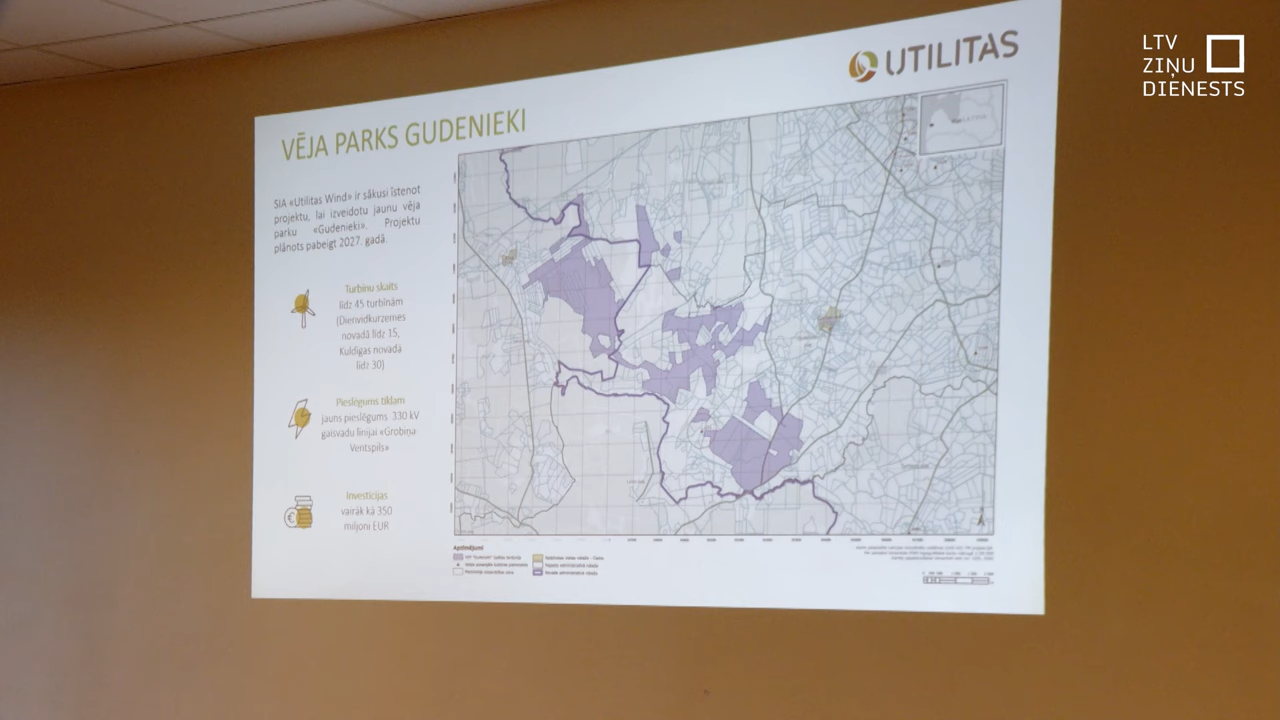 LTV
ZIŅU
DIENESTS
UTILITAS
VĒJA PARKS GUDENIEKI
SIA «Utilitas Wind» ir sākusi īstenot
projektu, lai izveidotu jaunu vēja
parku «Gudenieki». Projektu
plānots pabeigt 2027. gadā.
Turbīnu skaits
līdz 45 turbīnām
(Dienvidkurzemes
novadā līdz 15,
Kuldīgas novadā
līdz 30)
Pieslēgums tīklam
jauns pieslēgums 330 kV
gaisvadu līnijai «Grobiņa-
Ventspils»
Investīcijas
vairāk kā 350
miljoni EUR
Apzīmējumi